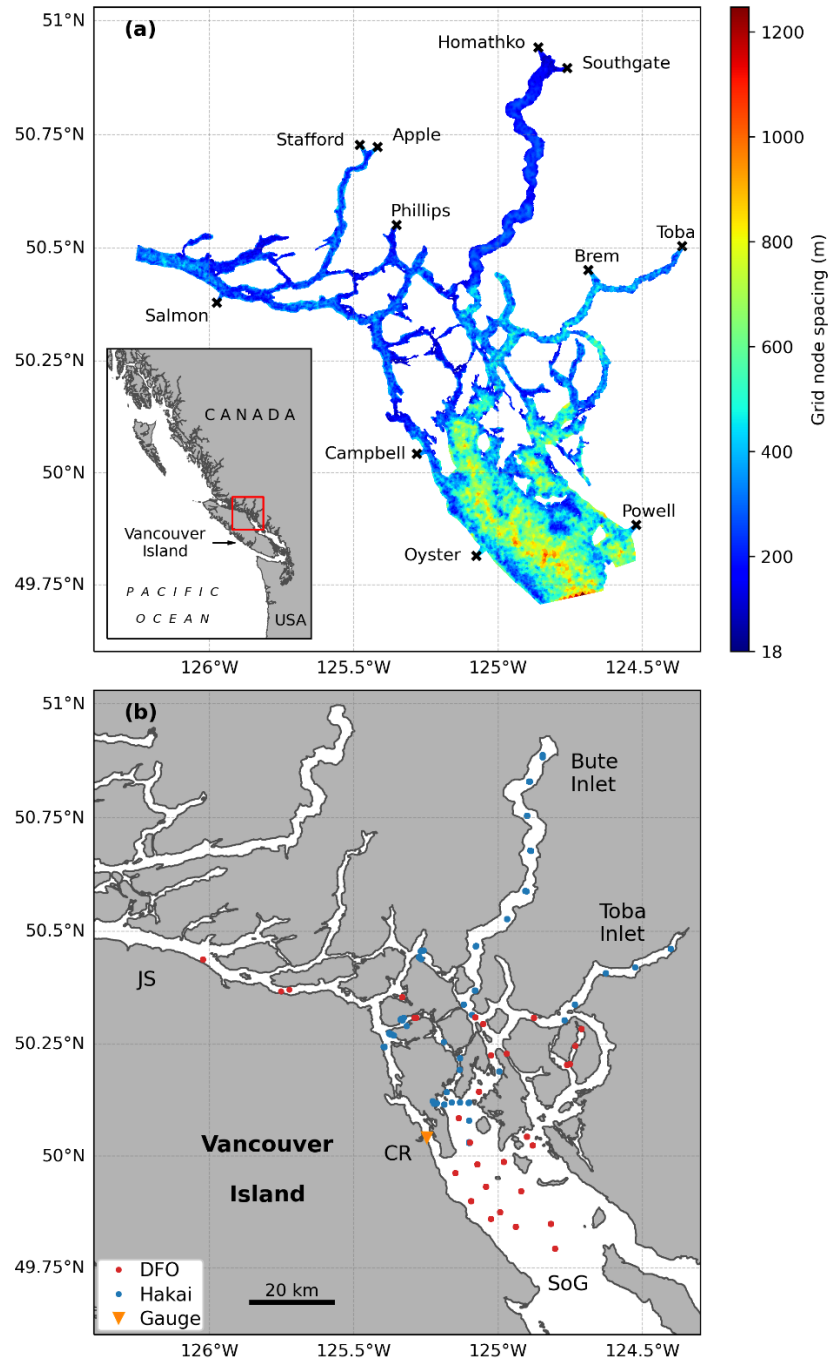 51°N
(a)
1200
Homathko
Southgate
50.75°N
Stafford
Apple
1000
Phillips
Toba
50.5°N
Brem
800
Salmon
Grid node spacing (m)
50.25°N
600
CANADA
50°N
Campbell
400
Vancouver
Island
Powell
Oyster
49.75°N
200
PACIFIC
OCEAN
USA
18
126°W
125.5°W
125°W
124.5°W
51°N
(b)
Bute
Inlet
50.75°N
Toba
Inlet
50.5°N
JS
50.25°N
Vancouver
Island
CR
50°N
49.75°N
DFO
Hakai
Gauge
20 km
SoG
126°W
125.5°W
125°W
124.5°W